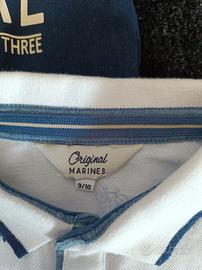 THREE
Original
MARINES
9/10